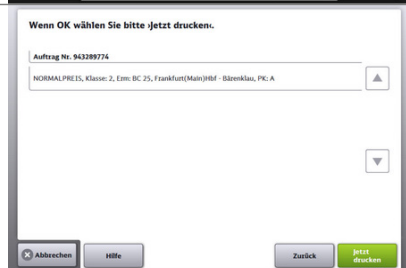 Wenn OK wählen Sie bitte ›Jetzt drucken‹.
Auftrag Nr. 943289774
NORMALPREIS, Klasse: 2, Erm: BC 25, Frankfurt(Main)Hbf - Bärenklau, PK: A
Abbrechen
Hilfe
Zurück
Jetzt
drucken